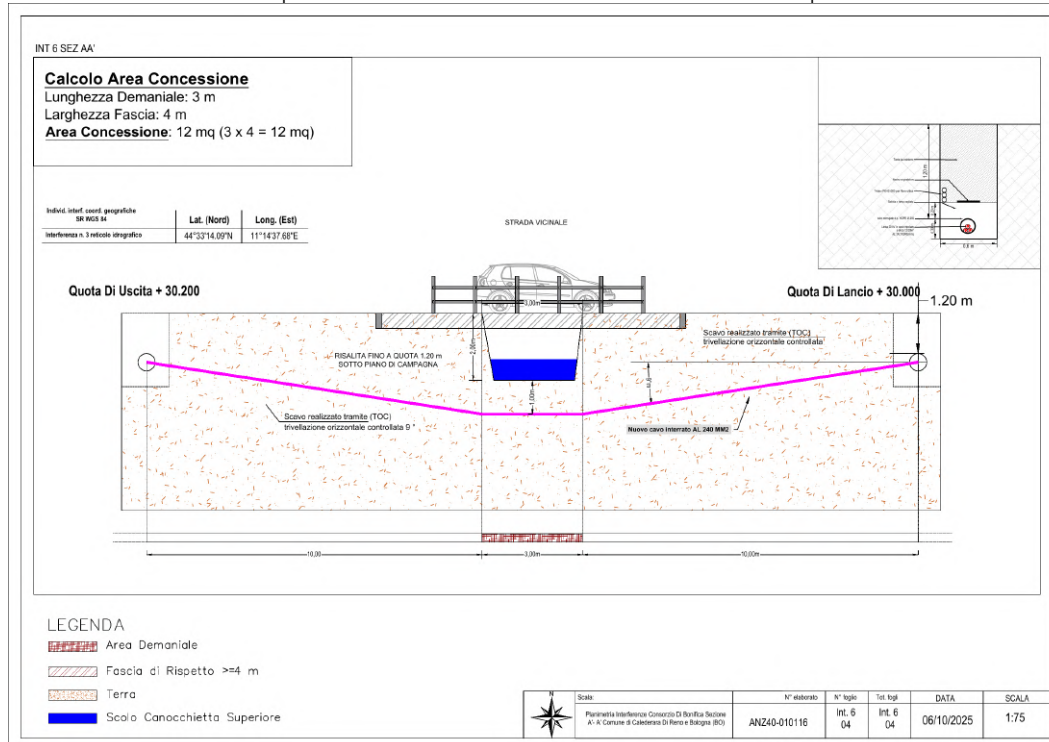 INT 6 SEZ AA'
Calcolo Area Concessione
Lunghezza Demaniale: 3 m
Larghezza Fascia: 4 m
Area Concessione: 12 mq (3 x 4 = 12 mq)
Individ. interf. coord. geografiche
SR WGS 84
Lat. (Nord)
Long. (Est)
Interferenza n. 3 reticolo idrografico
44°33'14.09"N
11°14'37.68"E
STRADA VICINALE
1,20 m
0,6 m
Quota Di Uscita + 30.200
Quota Di Lancio + 30.000
1.20 m
3,00m
2,00m
RISALITA FINO A QUOTA 1.20 m
SOTTO PIANO DI CAMPAGNA
Scavo realizzato tramite (TOC)
trivellazione orizzontale controllata
1,00m
Scavo realizzato tramite (TOC)
trivellazione orizzontale controllata 9 °
Nuovo cavo interrato AL 240 MM2
10,00
3,00m
10,00m
LEGENDA
Area Demaniale
Fascia di Rispetto >=4 m
Terra
Scolo Canocchietta Superiore
N
Scala:
N° elaborato
N° foglio
Tot. fogli
DATA
SCALA
Planimetria Interferenze Consorzio Di Bonifica Sezione
A'- A' Comune di Calederara Di Reno e Bologna (BO)
ANZ40-010116
Int. 6
04
Int. 6
04
06/10/2025
1:75